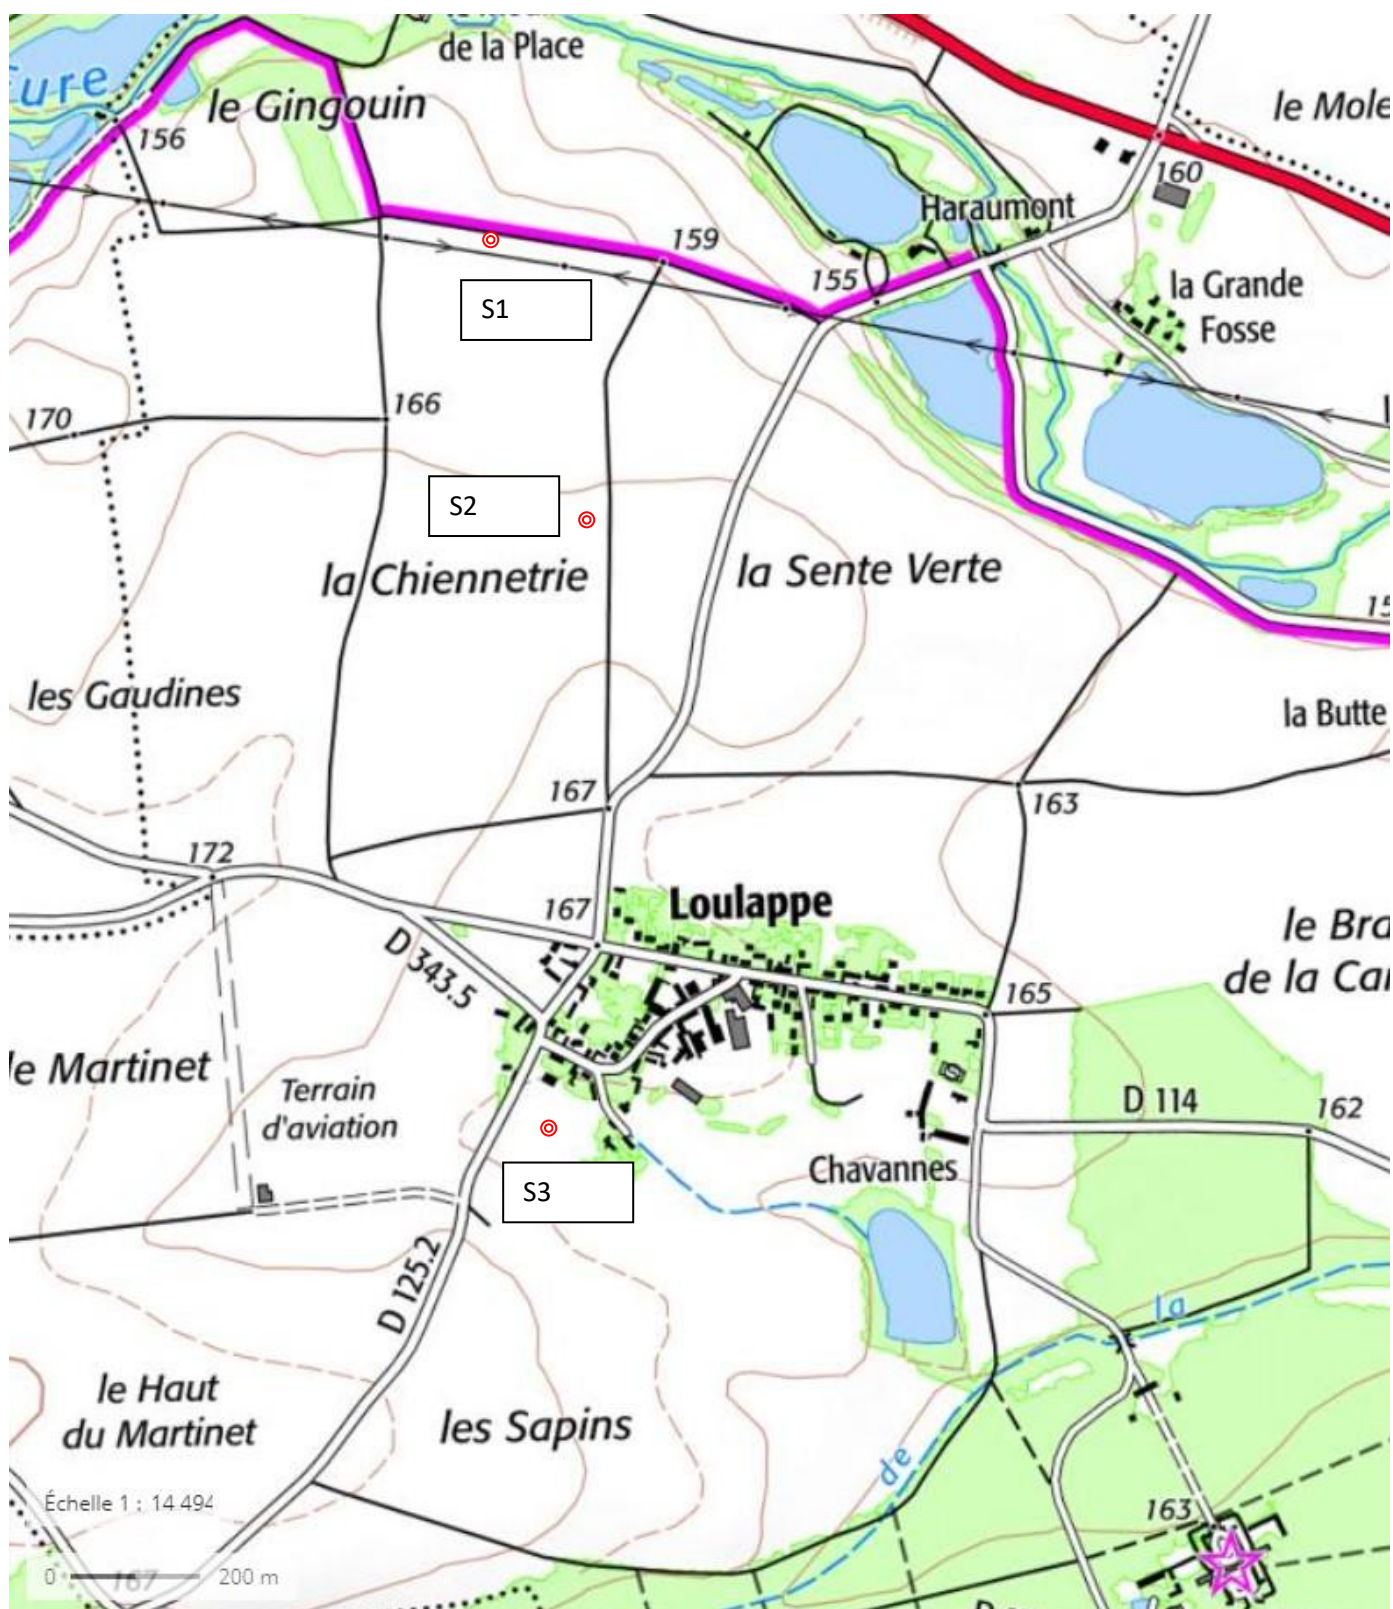 de la Place
Eure
le Gingouin
156
le Mole
160
Haraumont
159
155
la Grande
Fosse
S1
170
166
S2
la Chiennetrie
la Sente Verte
15
les Gaudines
la Butte
167
163
172
Loulappe
167
D 343.5
le Bra
de la Car
165
le Martinet
Terrain
d'aviation
D 114
162
Chavannes
S3
D 125.2
la
le Haut
du Martinet
les Sapins
de
Échelle 1 : 14 494
163
0
167
200 m